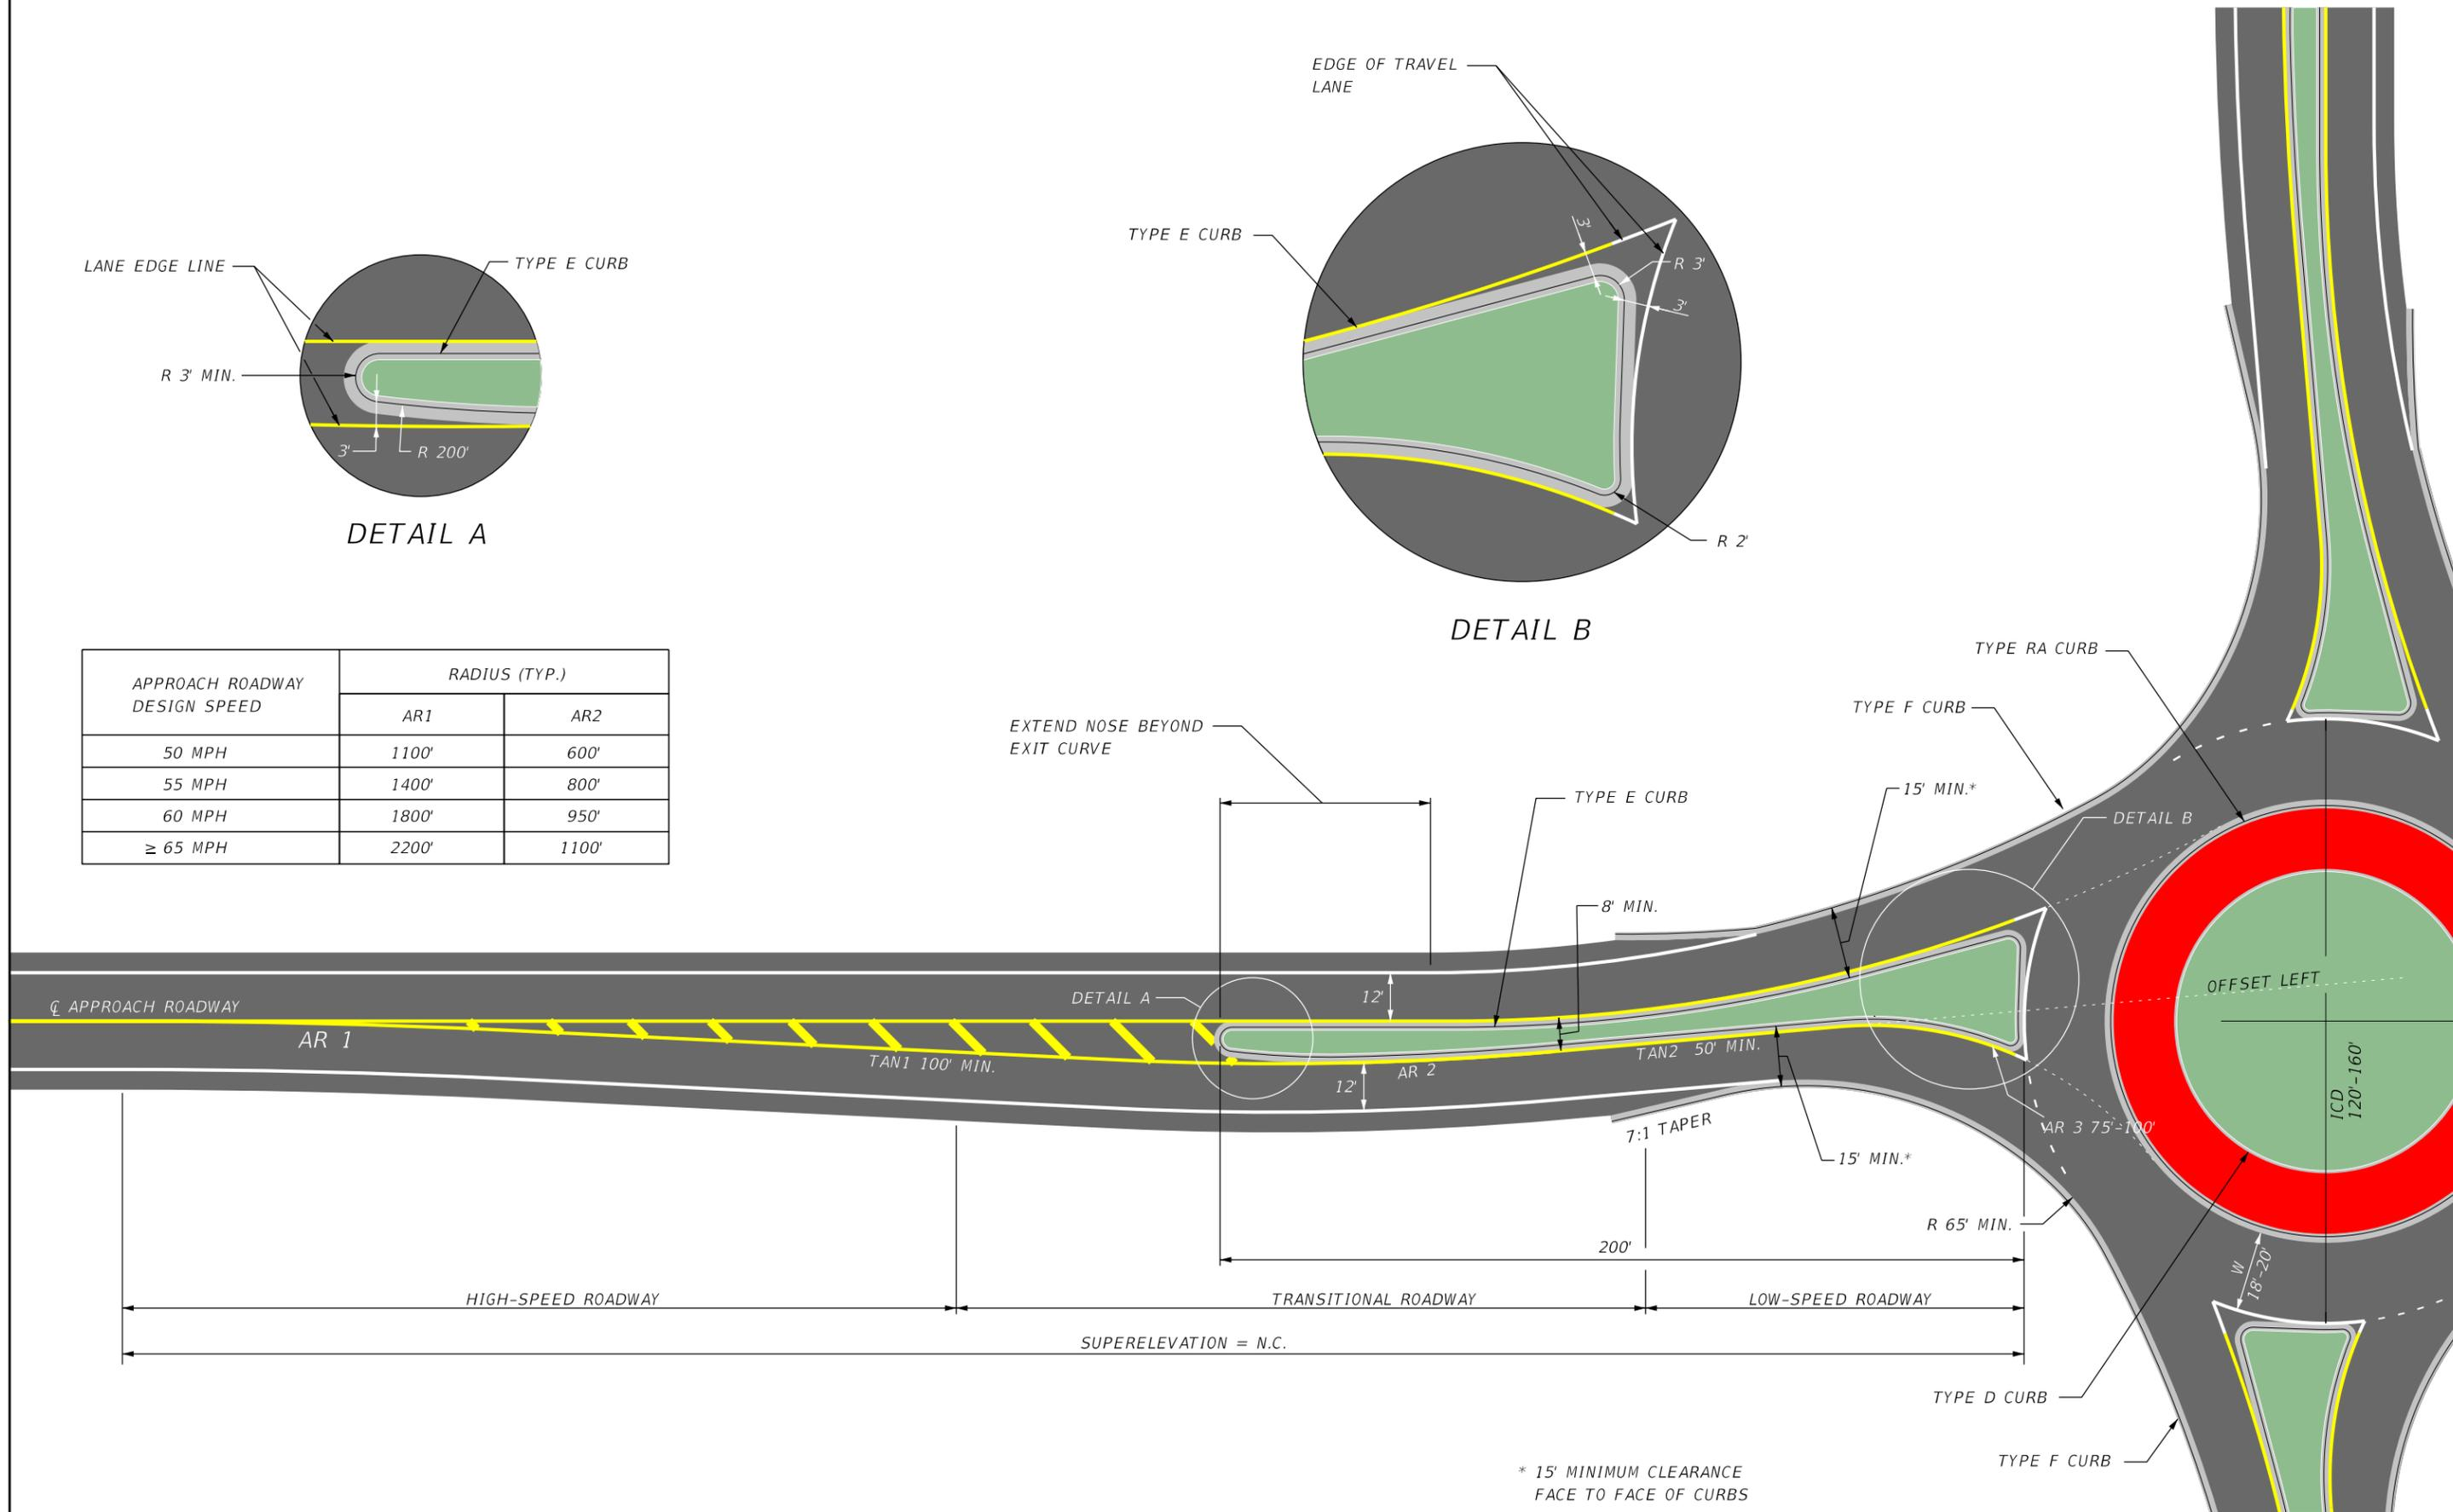 EDGE OF TRAVEL
LANE
TYPE E CURB
3'
R 3'
3'
R 2'
DETAIL B
LANE EDGE LINE
TYPE E CURB
R 3' MIN.
3'
R 200'
DETAIL A
APPROACH ROADWAY
DESIGN SPEED
RADIUS (TYP.)
AR1
AR2
50 MPH
1100'
600'
55 MPH
1400'
800'
60 MPH
1800'
950'
≥ 65 MPH
2200'
1100'
EXTEND NOSE BEYOND
EXIT CURVE
TYPE E CURB
8' MIN.
15' MIN.*
TYPE RA CURB
TYPE F CURB
DETAIL B
℄ APPROACH ROADWAY
AR 1
TAN1 100' MIN.
DETAIL A
12'
12'
AR 2
TAN2 50' MIN.
OFFSET LEFT
ICD
120'-160'
AR 3 75'-100'
7:1 TAPER
15' MIN.*
R 65' MIN.
W
18'-20'
200'
HIGH-SPEED ROADWAY
TRANSITIONAL ROADWAY
LOW-SPEED ROADWAY
SUPERELEVATION = N.C.
TYPE D CURB
TYPE F CURB
* 15' MINIMUM CLEARANCE
FACE TO FACE OF CURBS